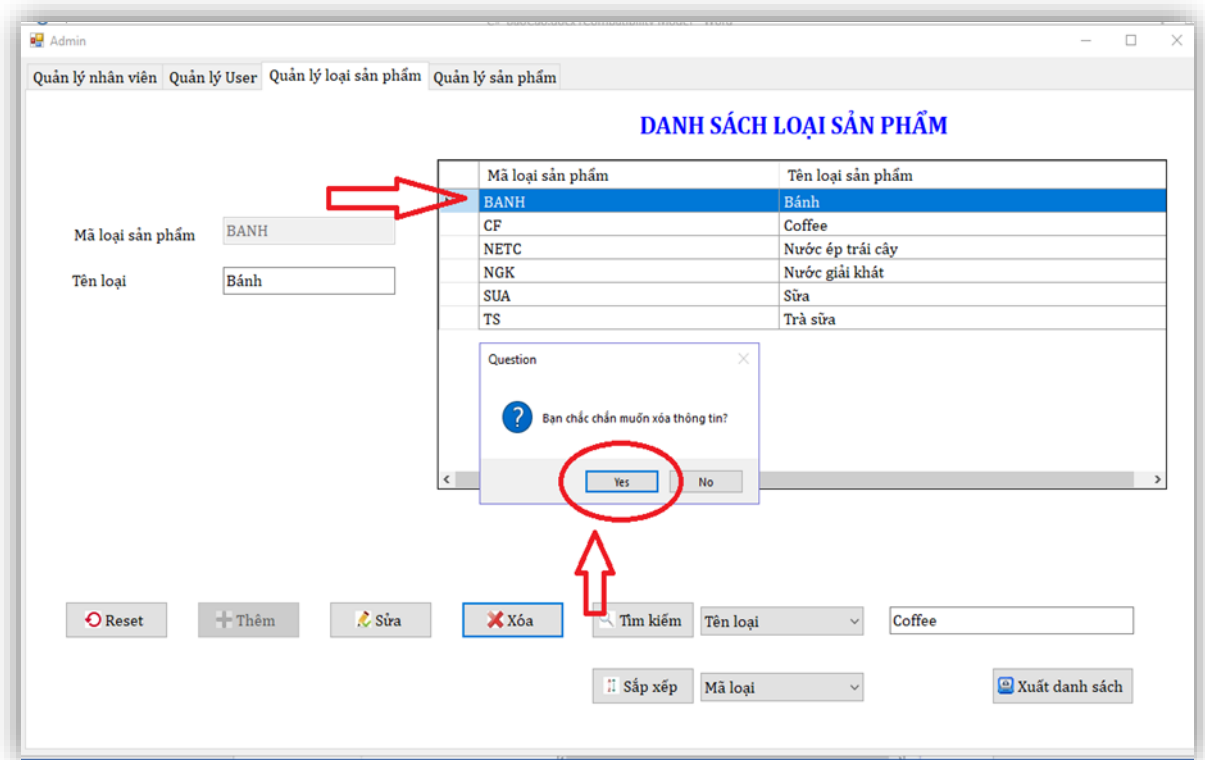 Admin
Quản lý nhân viên Quản lý User Quản lý loại sản phẩm Quản lý sản phẩm
DANH SÁCH LOẠI SẢN PHẨM
Mã loại sản phẩm Tên loại sản phẩm
BANH Bánh
CF Coffee
NETC Nước ép trái cây
NGK Nước giải khát
SUA Sữa
TS Trà sữa
Mã loại sản phẩm BANH
Tên loại Bánh
Question
Bạn chắc chắn muốn xóa thông tin?
Yes No
Reset Thêm Sửa Xóa Tìm kiếm Tên loại Coffee
Sắp xếp Mã loại Xuất danh sách